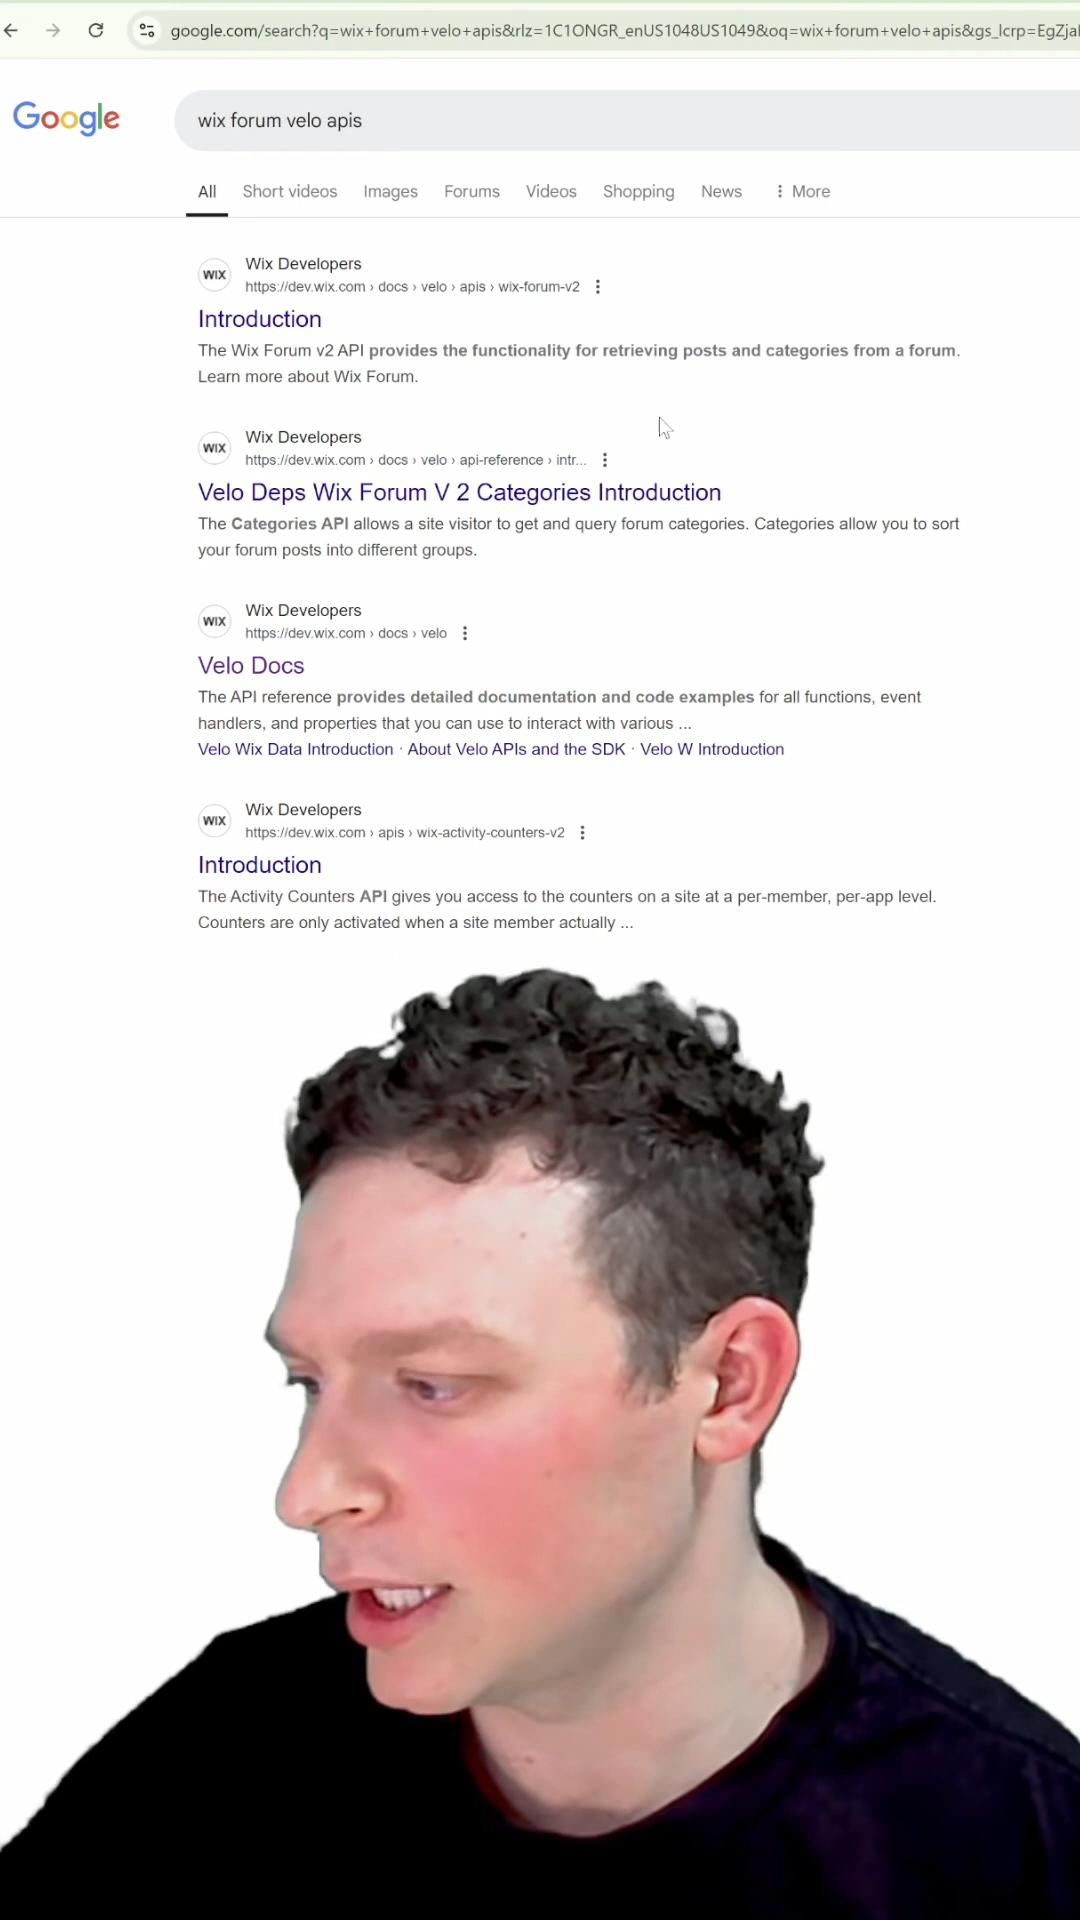 google.com/search?q=wix+forum+velo+apis&rlz=1C1ONGR_enUS1048US1049&oq=wix+forum+velo+apis&gs_lcrp=EgZja
Google
wix forum velo apis
All Short videos Images Forums Videos Shopping News More
WIX
Wix Developers
https://dev.wix.com › docs › velo › apis › wix-forum-v2
Introduction
The Wix Forum v2 API provides the functionality for retrieving posts and categories from a forum.
Learn more about Wix Forum.
WIX
Wix Developers
https://dev.wix.com › docs › velo › api-reference › intr...
Velo Deps Wix Forum V 2 Categories Introduction
The Categories API allows a site visitor to get and query forum categories. Categories allow you to sort
your forum posts into different groups.
WIX
Wix Developers
https://dev.wix.com › docs › velo
Velo Docs
The API reference provides detailed documentation and code examples for all functions, event
handlers, and properties that you can use to interact with various ...
Velo Wix Data Introduction · About Velo APIs and the SDK · Velo W Introduction
WIX
Wix Developers
https://dev.wix.com › apis › wix-activity-counters-v2
Introduction
The Activity Counters API gives you access to the counters on a site at a per-member, per-app level.
Counters are only activated when a site member actually ...